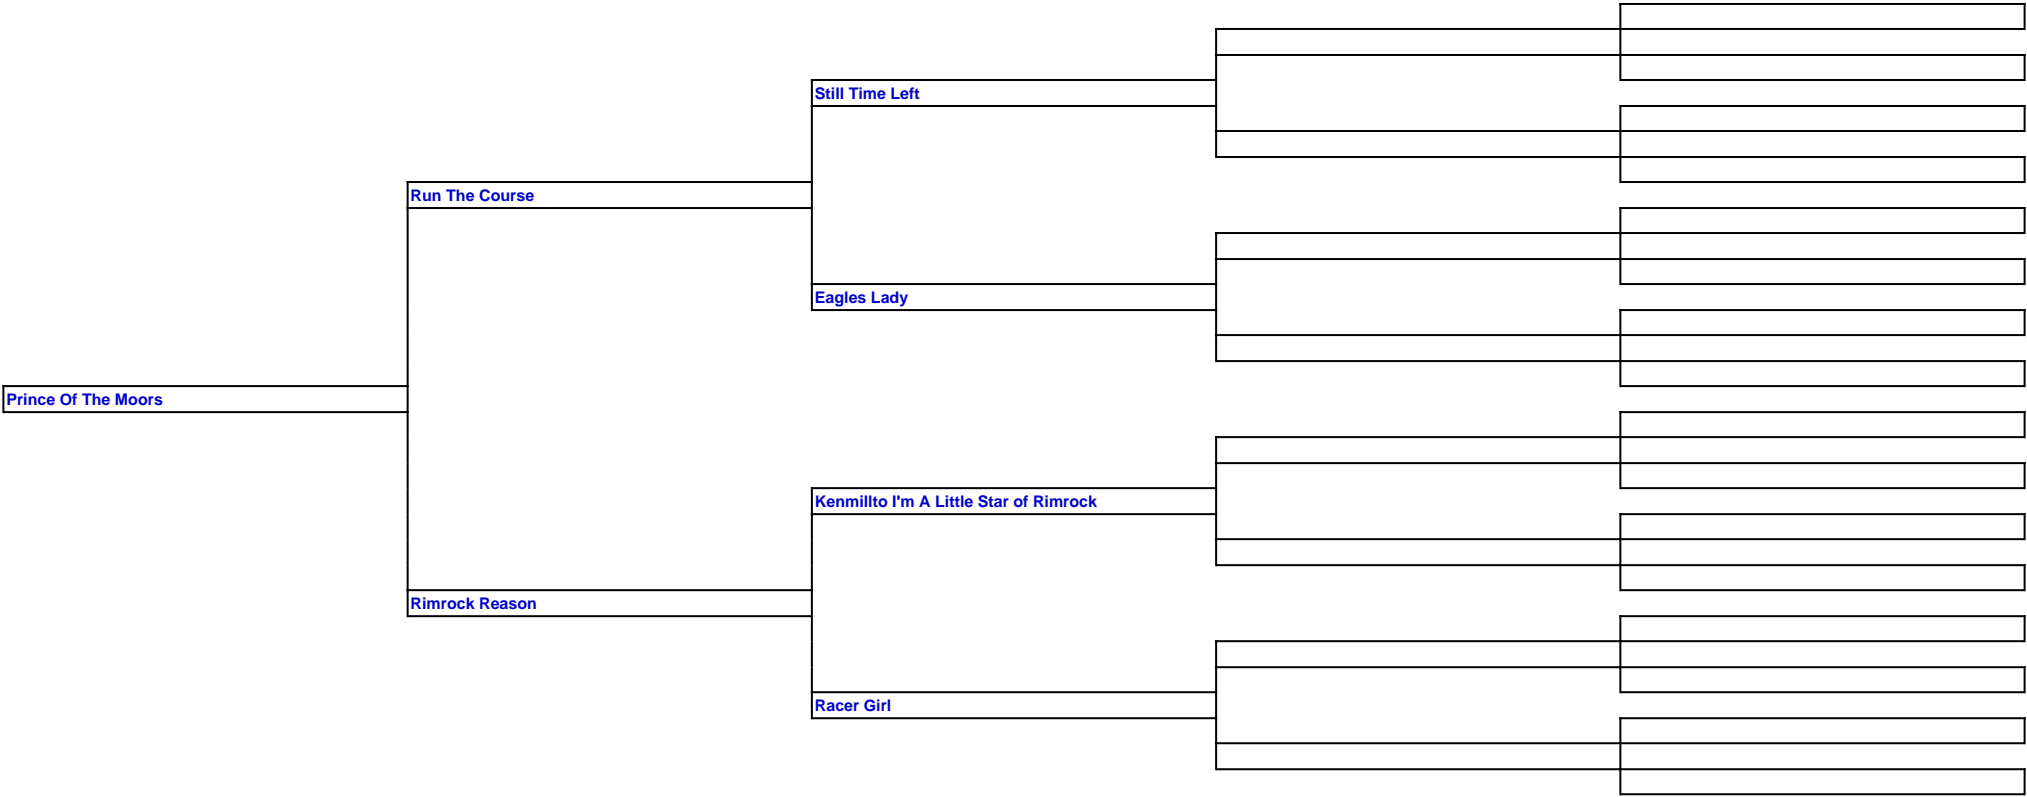 Still Time Left
Run The Course
Eagles Lady
Prince Of The Moors
Kenmillto I'm A Little Star of Rimrock
Rimrock Reason
Racer Girl